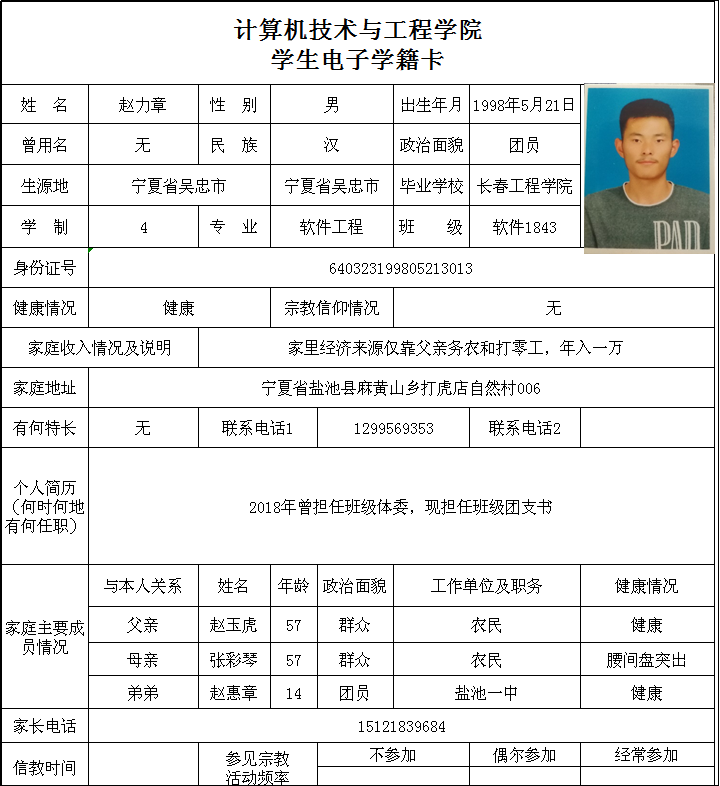 计算机技术与工程学院
学生电子学籍卡
姓 名 赵力章 性 别 男 出生年月 1998年5月21日
曾用名 无 民 族 汉 政治面貌 团员
生源地 宁夏省吴忠市 宁夏省吴忠市 毕业学校 长春工程学院
学 制 4 专 业 软件工程 班 级 软件1843
PAD
身份证号 640323199805213013
健康情况 健康 宗教信仰情况 无
家庭收入情况及说明 家里经济来源仅靠父亲务农和打零工，年入一万
家庭地址 宁夏省盐池县麻黄山乡打虎店自然村006
有何特长 无 联系电话1 1299569353 联系电话2
个人简历
（何时何地
有何任职）
2018年曾担任班级体委，现担任班级团支书
家庭主要成
员情况
与本人关系 姓名 年龄 政治面貌 工作单位及职务 健康情况
父亲 赵玉虎 57 群众 农民 健康
母亲 张彩琴 57 群众 农民 腰间盘突出
弟弟 赵惠章 14 团员 盐池一中 健康
家长电话 15121839684
信教时间
参见宗教
活动频率
不参加 偶尔参加 经常参加